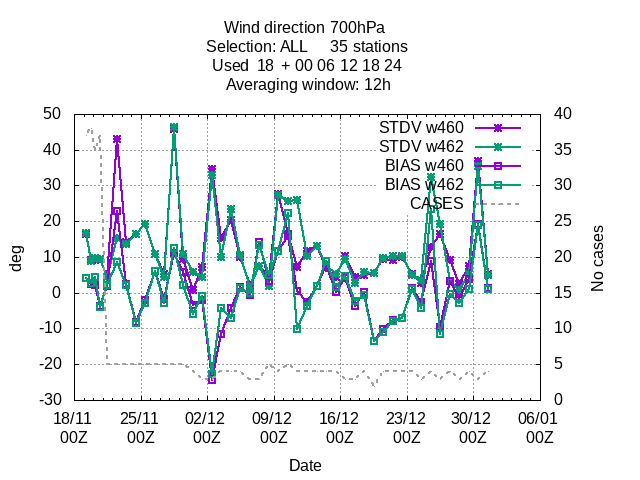 Wind direction 700hPa
Selection: ALL 35 stations
Used 18 + 00 06 12 18 24
Averaging window: 12h
50 40
40 35
30 30
20 25
10 20
0 15
-10 10
-20 5
-30 0
deg
No cases
STDV w460
STDV w462
BIAS w460
BIAS w462
CASES
18/11 25/11 02/12 09/12 16/12 23/12 30/12 06/01
00Z 00Z 00Z 00Z 00Z 00Z 00Z 00Z
Date